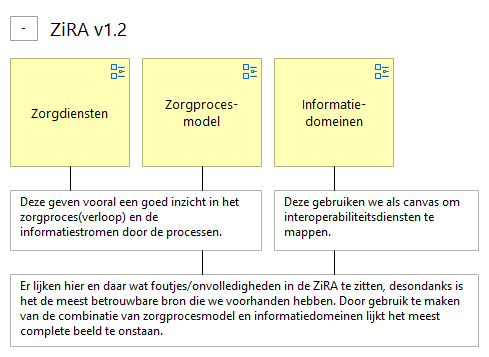 - ZiRA v1.2
Zorgdiensten
Zorgproces-
model
Informatie-
domeinen
Deze geven vooral een goed inzicht in het
zorgproces(verloop) en de
informatiestromen door de processen.
Deze gebruiken we als canvas om
interoperabiliteitsdiensten te
mappen.
Er lijken hier en daar wat foutjes/onvolledigheden in de ZiRA te zitten, desondanks is
het de meest betrouwbare bron die we voorhanden hebben. Door gebruik te maken
van de combinatie van zorgprocesmodel en informatiedomeinen lijkt het meest
complete beeld te onstaan.